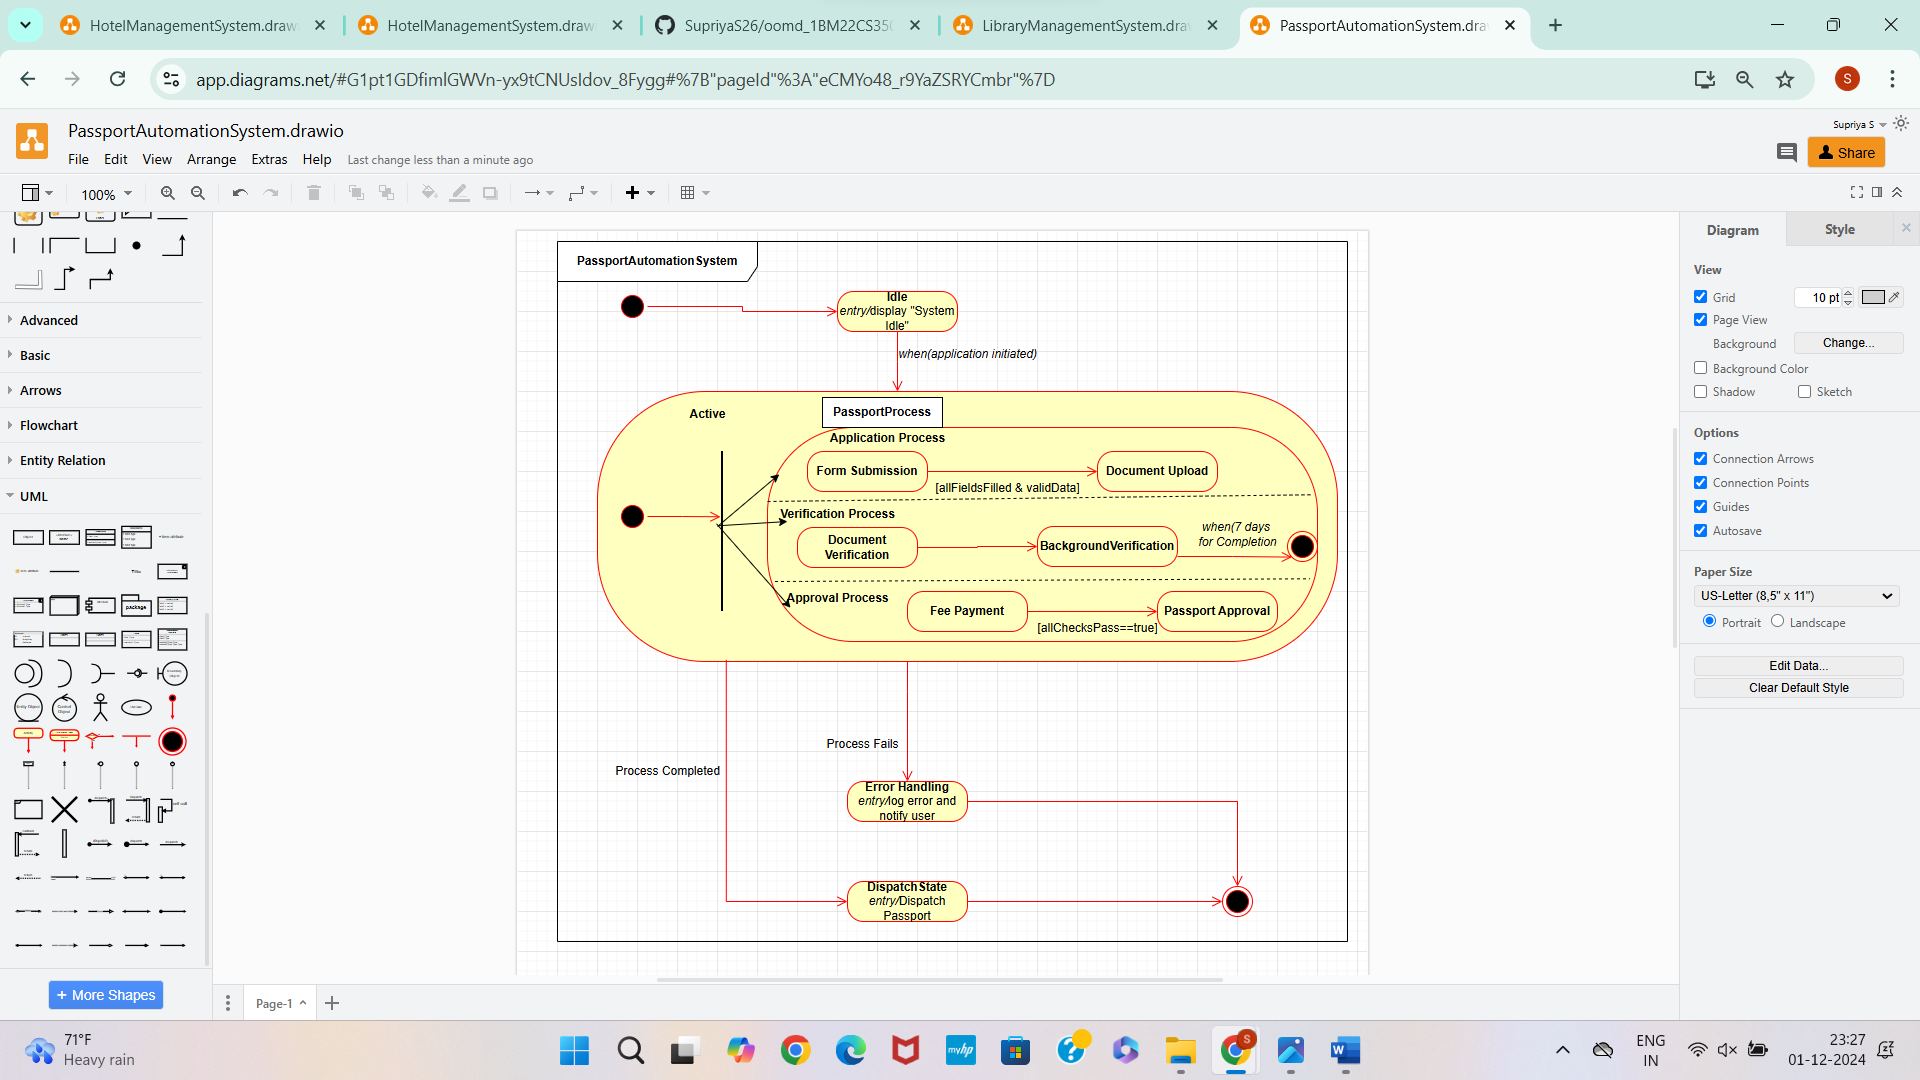 HotelManagementSystem.draw
HotelManagementSystem.drawio
SupriyaS26/oomd_1BM22CS350
LibraryManagementSystem.dra
PassportAutomationSystem.dra
app.diagrams.net/#G1pt1GDfimlGWVn-yx9tCNUsldov_8Fygg#%7B"pageId"%3A"eCMYo48_r9YaZSRYCmbr"%7D
S
PassportAutomationSystem.drawio
Supriya S
File Edit View Arrange Extras Help Last change less than a minute ago
Share
100%
Advanced
Basic
Arrows
Flowchart
Entity Relation
UML
package
+ More Shapes
PassportAutomationSystem
Idle
entry/display "System
Idle"
when(application initiated)
Active
PassportProcess
Application Process
Form Submission
Document Upload
[allFieldsFilled & validData]
Verification Process
Document
Verification
BackgroundVerification
when(7 days
for Completion
Approval Process
Fee Payment
Passport Approval
[allChecksPass==true]
Process Fails
Process Completed
Error Handling
entry/log error and
notify user
DispatchState
entry/Dispatch
Passport
Page-1
Diagram
Style
View
Grid
10 pt
Page View
Background
Change...
Background Color
Shadow
Sketch
Options
Connection Arrows
Connection Points
Guides
Autosave
Paper Size
US-Letter (8,5" x 11")
Portrait
Landscape
Edit Data...
Clear Default Style
71°F
Heavy rain
myhp
S
ENG
IN
23:27
01-12-2024